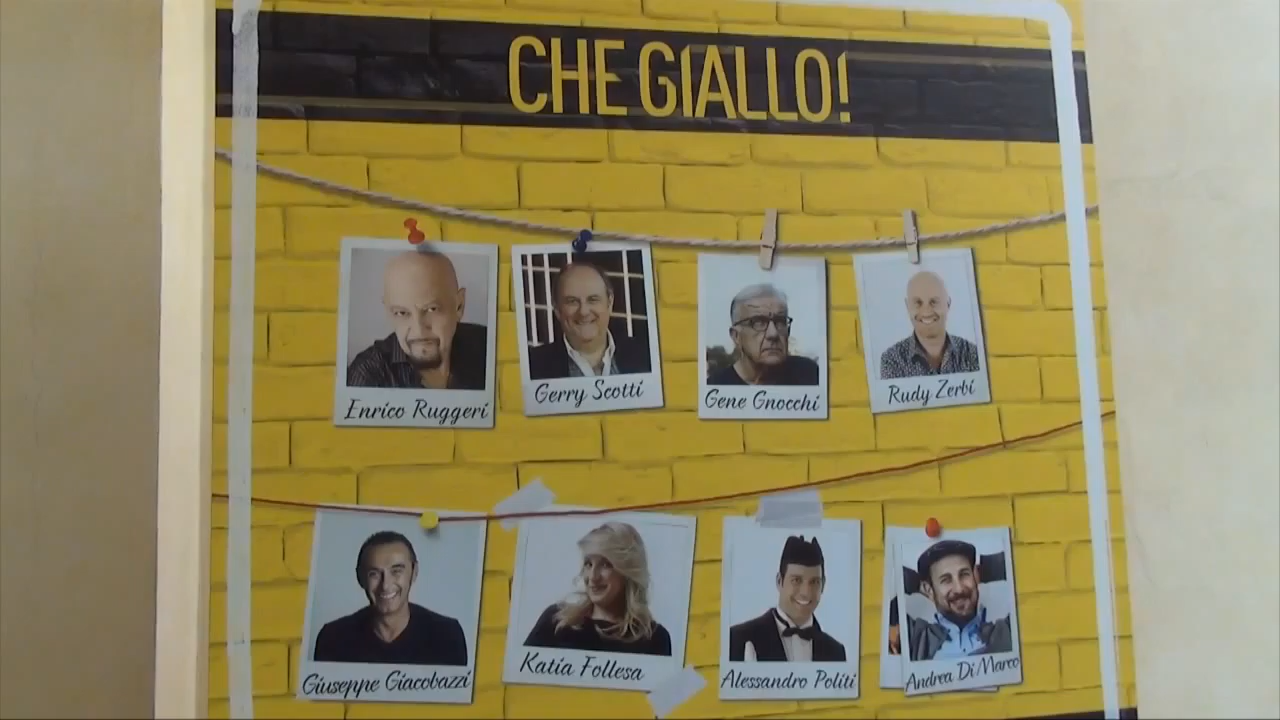 CHE GIALLO!
Enrico Ruggeri
Gerry Scotti
Gene Gnocchi
Rudy Zerbi
Giuseppe Giacobazzi
Katia Follesa
Alessandro Politi
Andrea Di Marco